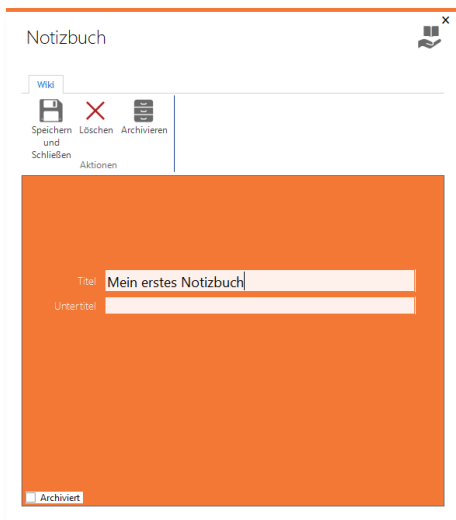 Notizbuch
Wiki
Speichern und Schließen
Löschen
Archivieren
Aktionen
Titel Mein erstes Notizbuch
Untertitel
Archiviert